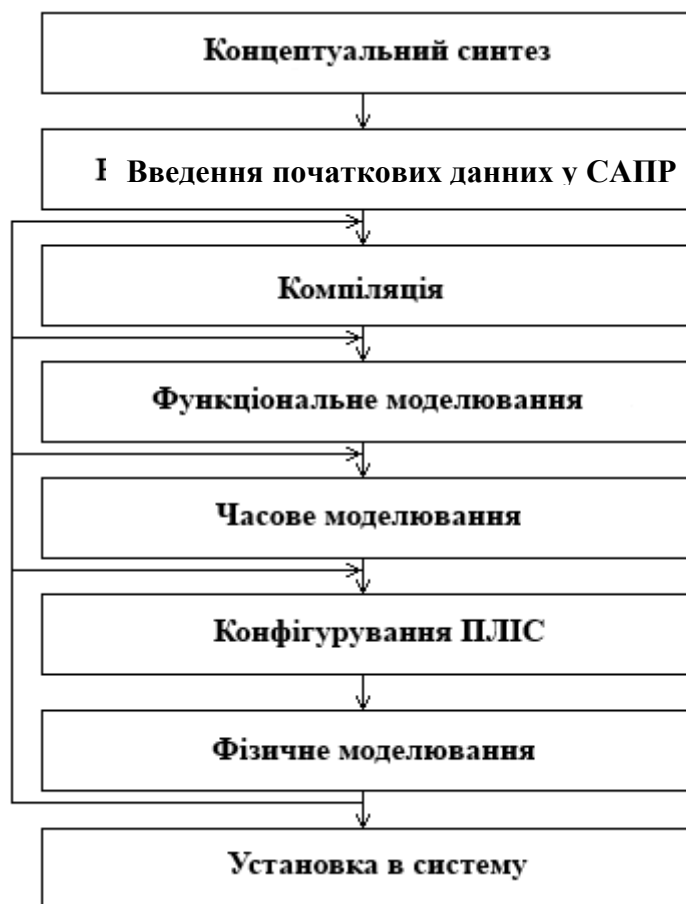 Концептуальний синтез
Введення початкових данних у САПР
Компіляція
Функціональне моделювання
Часове моделювання
Конфігурування ПЛІС
Фізичне моделювання
Установка в систему